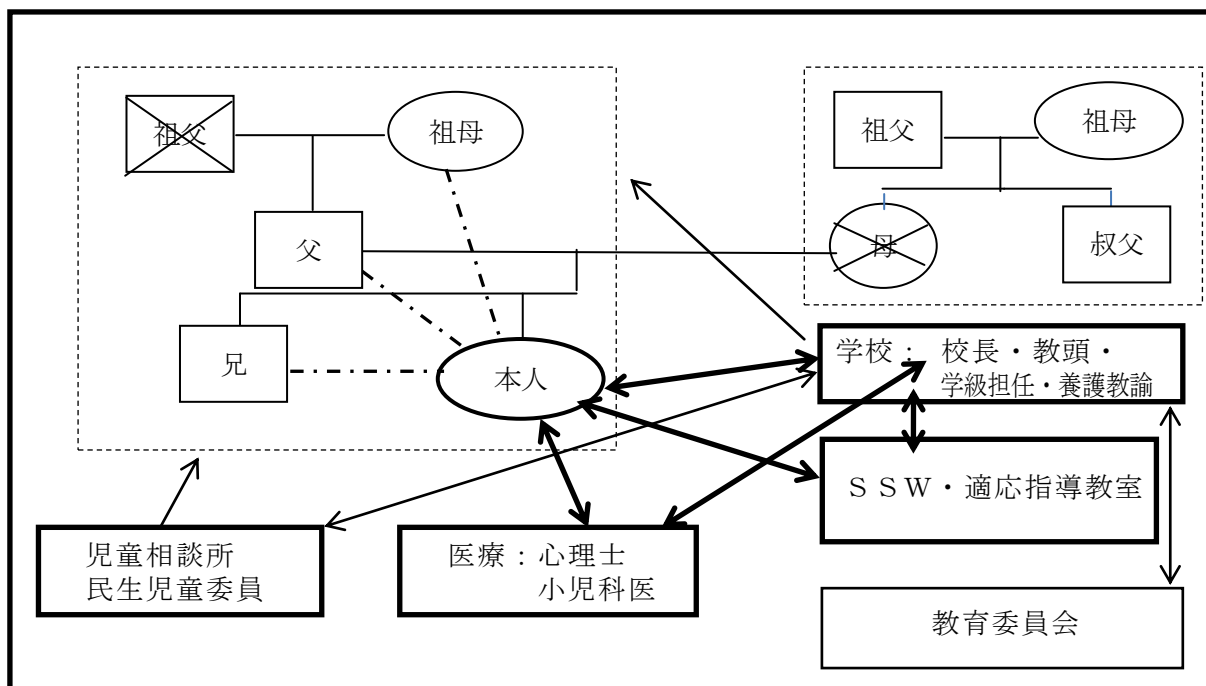 祖父
祖母
祖父
祖母
父
母
叔父
兄
本人
学校： 校長・教頭・
学級担任・養護教諭
ＳＳＷ・適応指導教室
児童相談所
民生児童委員
医療：心理士
小児科医
教育委員会